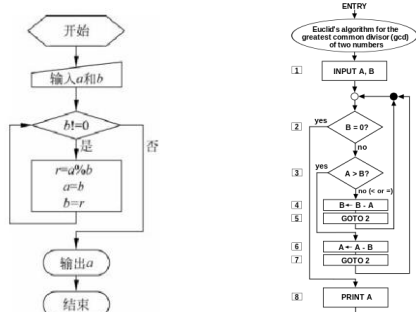 开始
输入a和b
b!=0
是
否
r=a%b
a=b
b=r
输出a
结束
ENTRY
Euclid's algorithm for the
greatest common divisor (gcd)
of two numbers
1
INPUT A, B
2
B = 0?
yes
no
3
A > B?
yes
no (< or =)
4
B ← B - A
5
GOTO 2
6
A ← A - B
7
GOTO 2
8
PRINT A